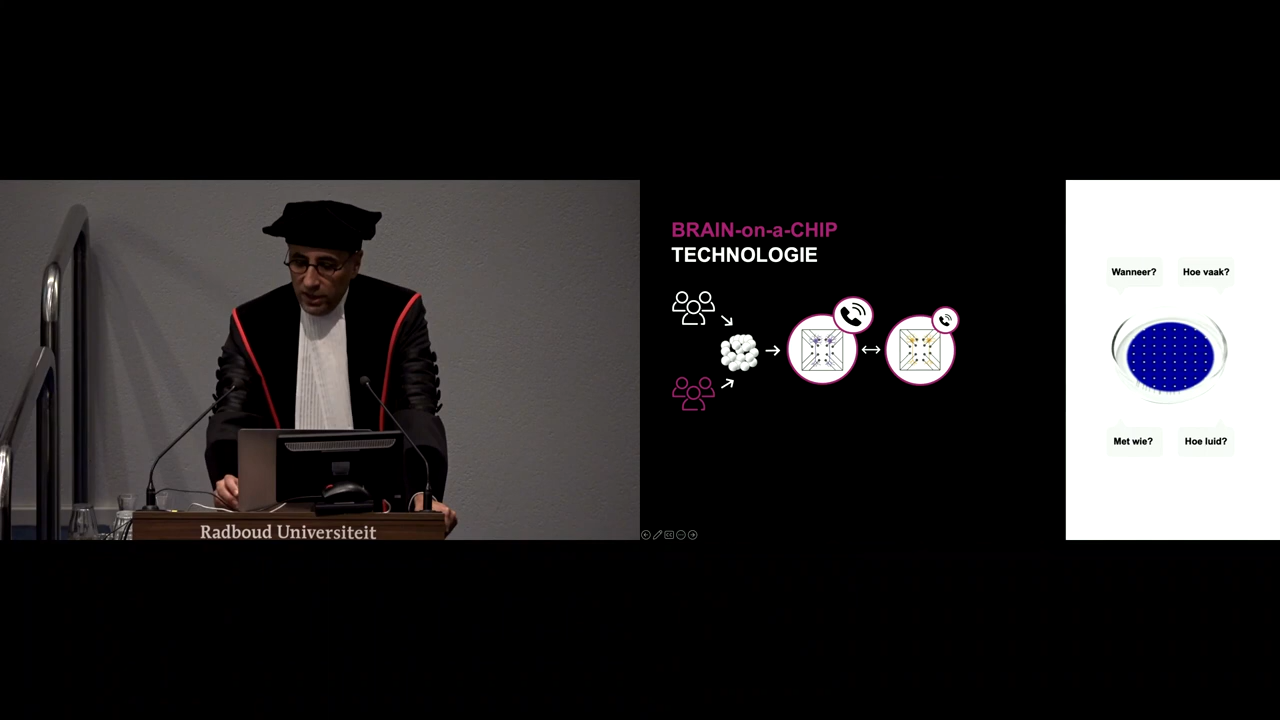 BRAIN-on-a-CHIP
TECHNOLOGIE
Wanneer?
Hoe vaak?
Met wie?
Hoe luid?
Radboud Universiteit